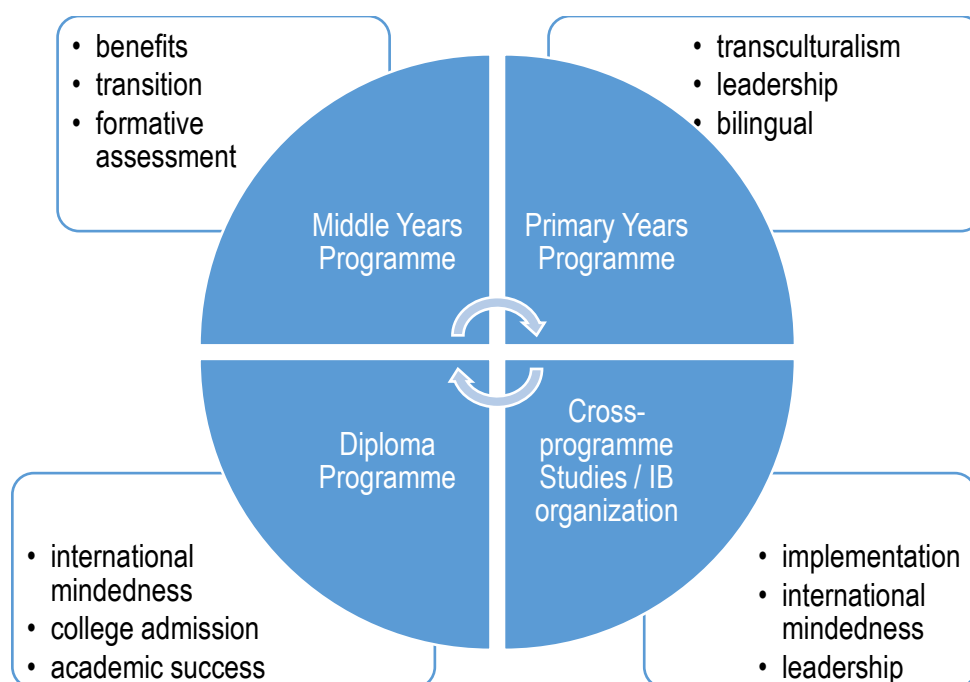 • benefits
• transition
• formative
assessment
• transculturalism
• leadership
• bilingual
Middle Years
Programme
Primary Years
Programme
Diploma
Programme
Cross-
programme
Studies / IB
organization
• international
mindedness
• college admission
• academic success
• implementation
• international
mindedness
• leadership